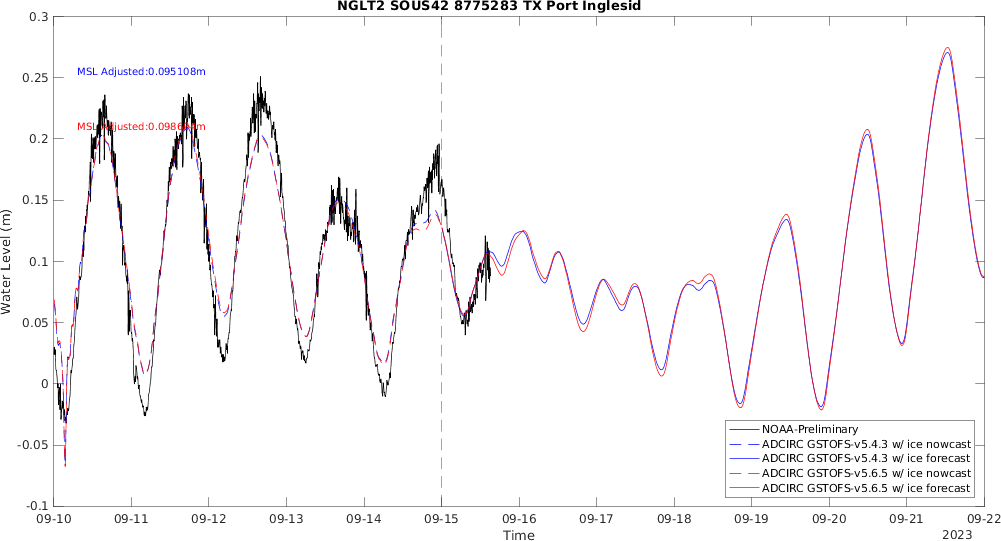 NGLT2 SOUS42 8775283 TX Port Inglesid
0.3
0.25
0.2
0.15
0.1
0.05
0
-0.05
-0.1
Water Level (m)
MSL Adjusted:0.095108m
MSL Adjusted:0.098
09-10
09-11
09-12
09-13
09-14
09-15
09-16
09-17
09-18
09-19
09-20
09-21
09-22
Time
2023
NOAA-Preliminary
ADCIRC GSTOFS-v5.4.3 w/ ice nowcast
ADCIRC GSTOFS-v5.4.3 w/ ice forecast
ADCIRC GSTOFS-v5.6.5 w/ ice nowcast
ADCIRC GSTOFS-v5.6.5 w/ ice forecast